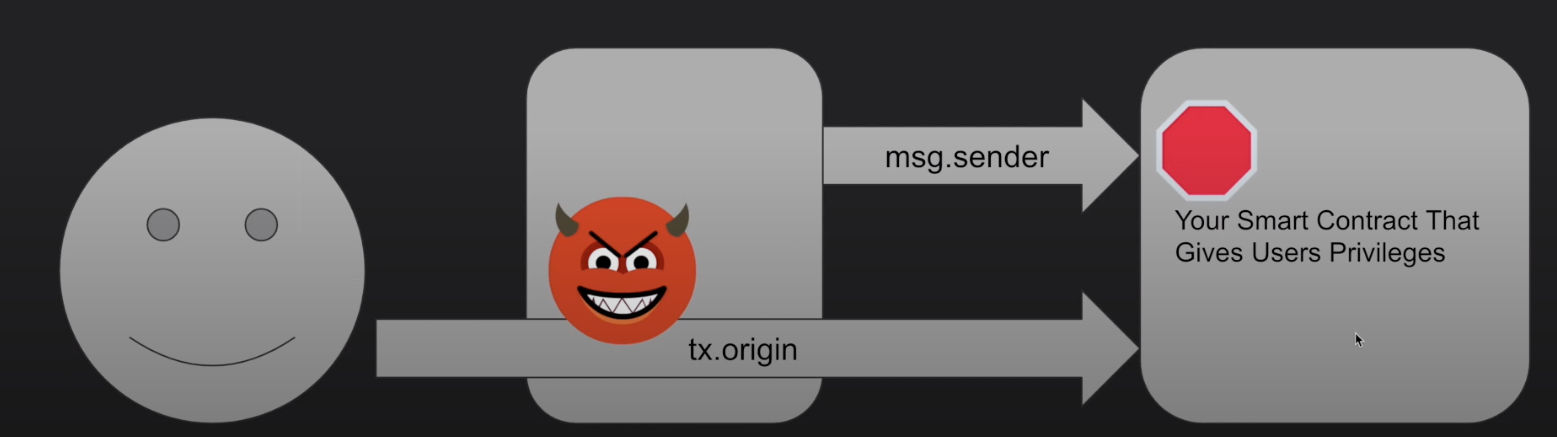 msg.sender
Your Smart Contract That
Gives Users Privileges
tx.origin